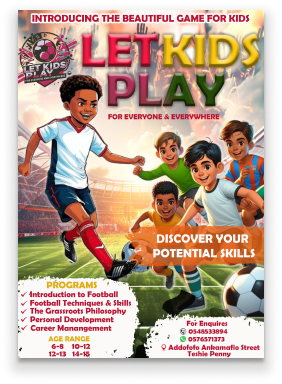 INTRODUCING THE BEAUTIFUL GAME FOR KIDS
LET KIDS
PLAY
LET KIDS
PLAY
FOR EVERYONE & EVERYWHERE
DISCOVER YOUR
POTENTIAL SKILLS
PROGRAMS
✓ Introduction to Football
✓ Football Techniques & Skills
✓ The Grassroots Philosophy
✓ Personal Development
✓ Career Manangement
AGE RANGE
6-8 10-12
12-13 14-15
For Enquires
0548533894
0576571373
Addofofo Ankamafio Street
Teshie Penny